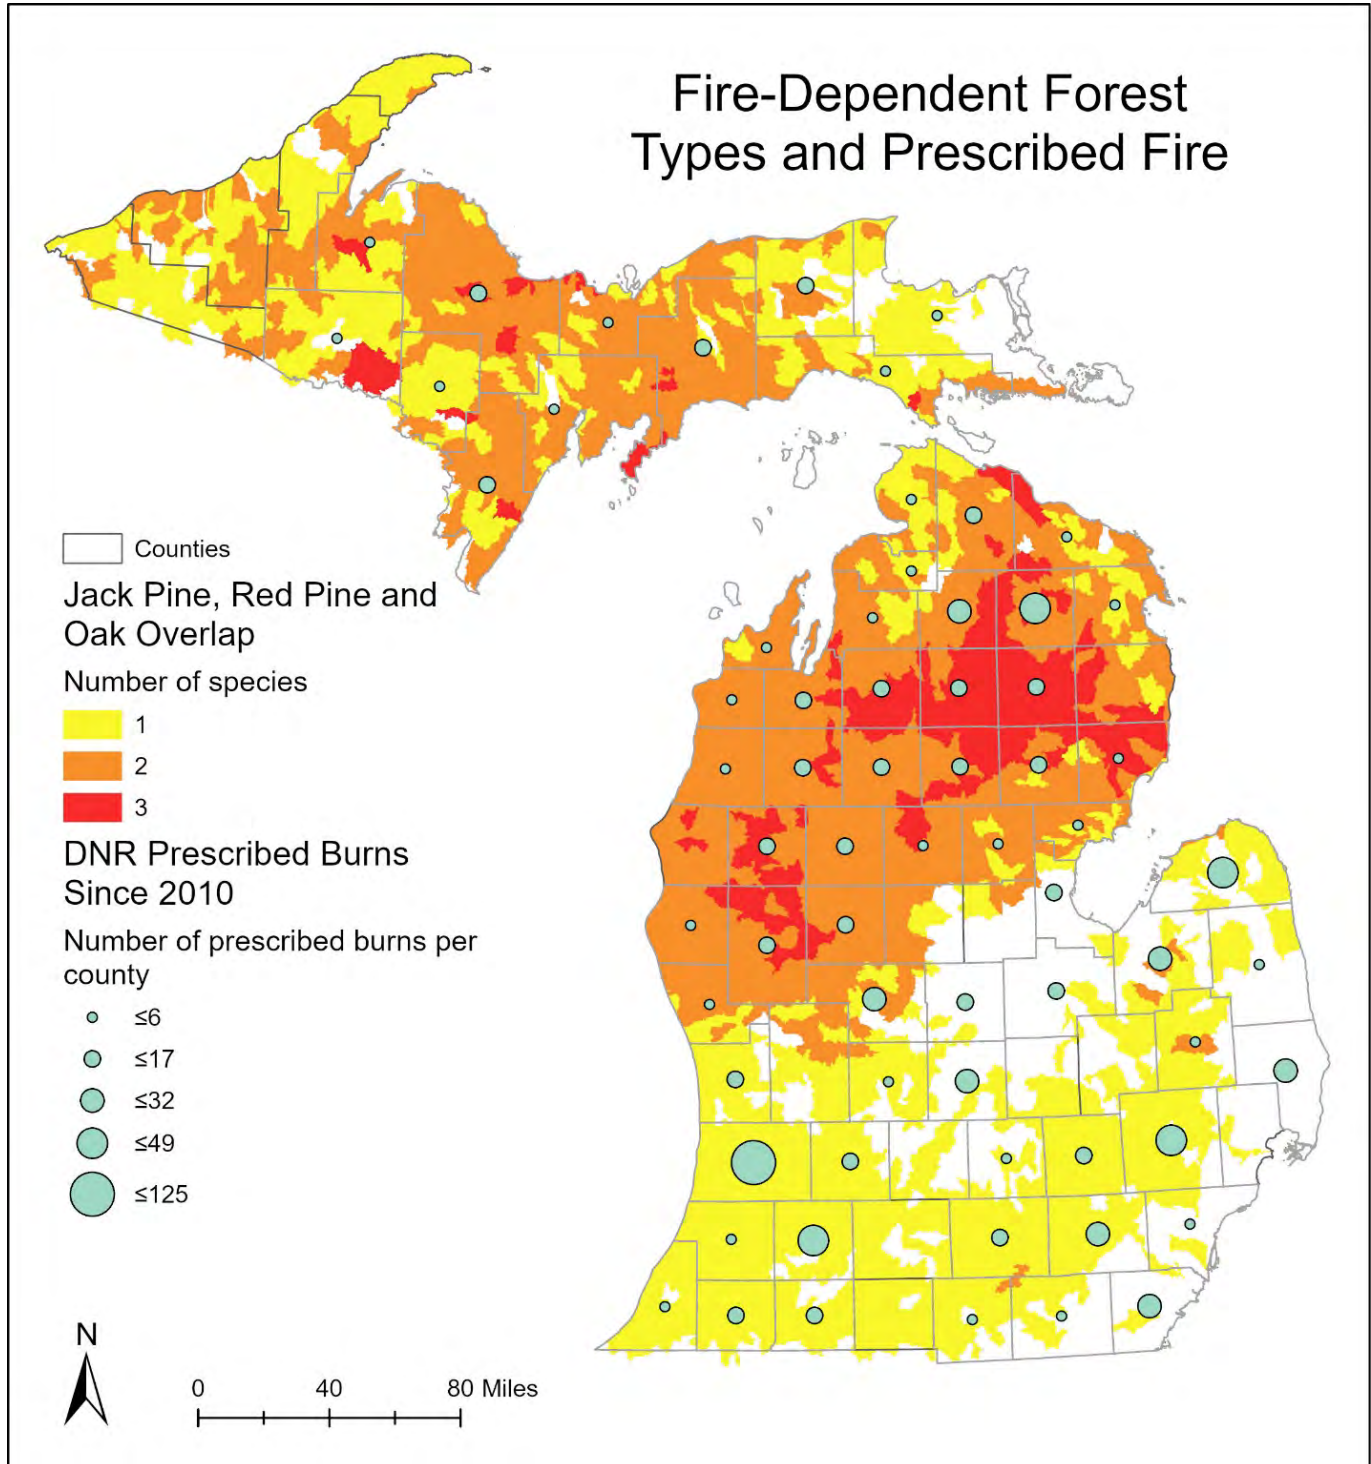 Fire-Dependent Forest
Types and Prescribed Fire
Counties
Jack Pine, Red Pine and
Oak Overlap
Number of species
1
2
3
DNR Prescribed Burns
Since 2010
Number of prescribed burns per
county
≤6
≤17
≤32
≤49
≤125
N
0 40 80 Miles